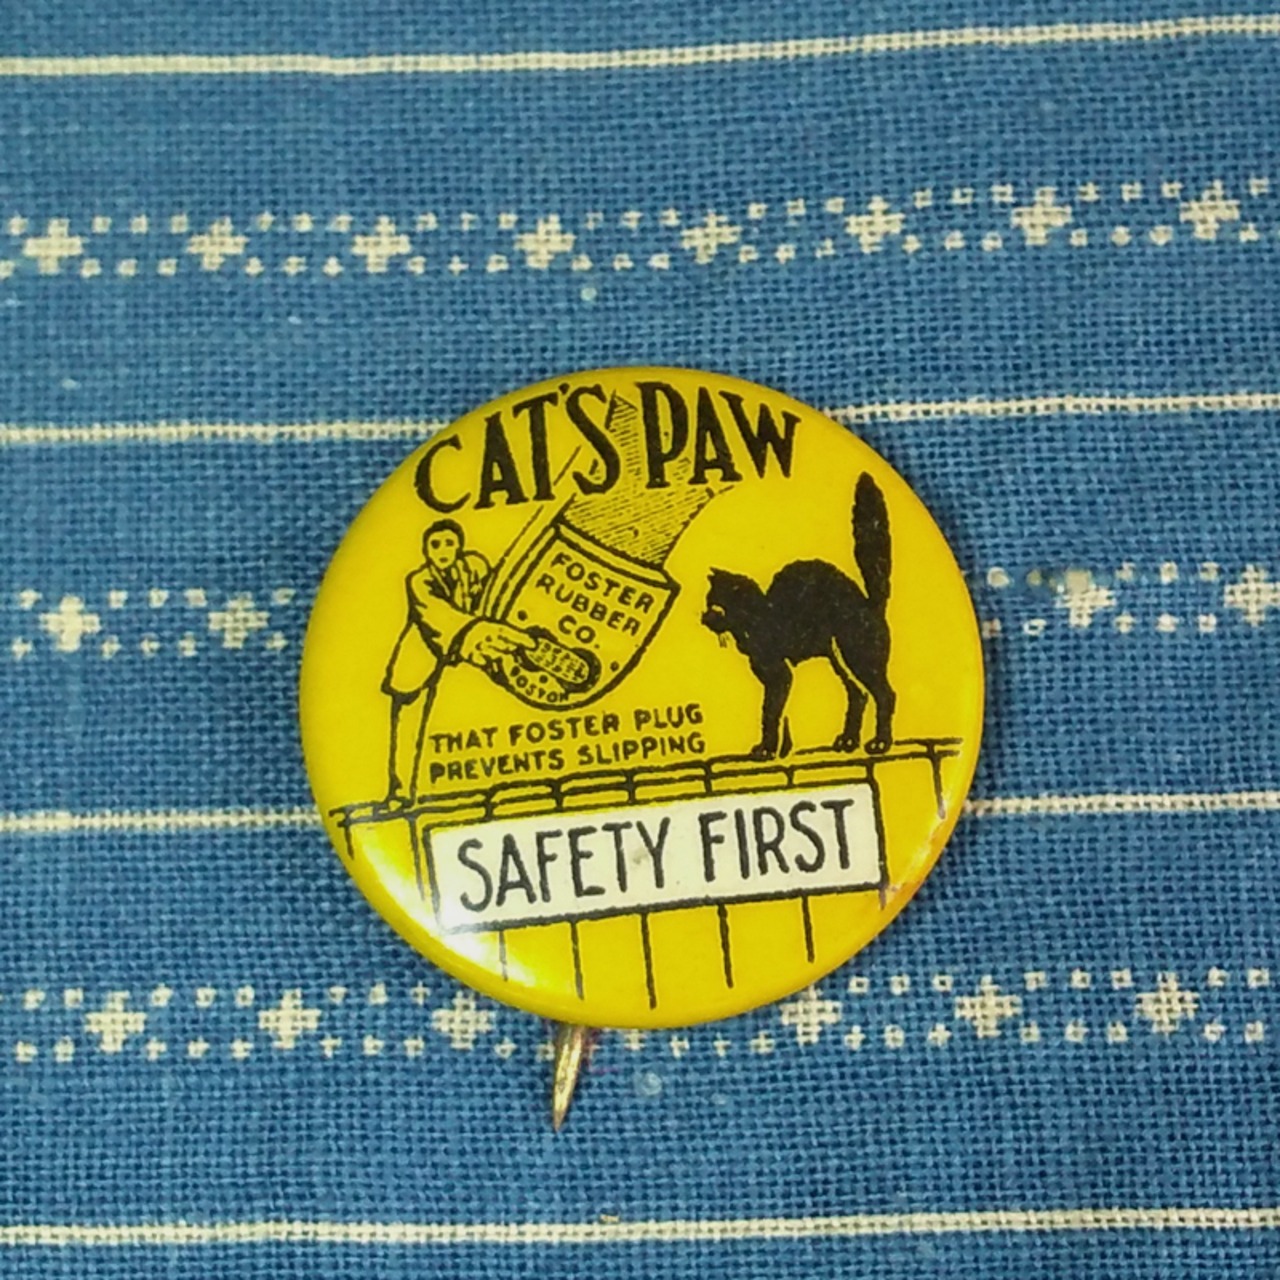 CAT'S PAW
FOSTER
RUBBER
CO.
BOSTON
THAT FOSTER PLUG
PREVENTS SLIPPING
SAFETY FIRST